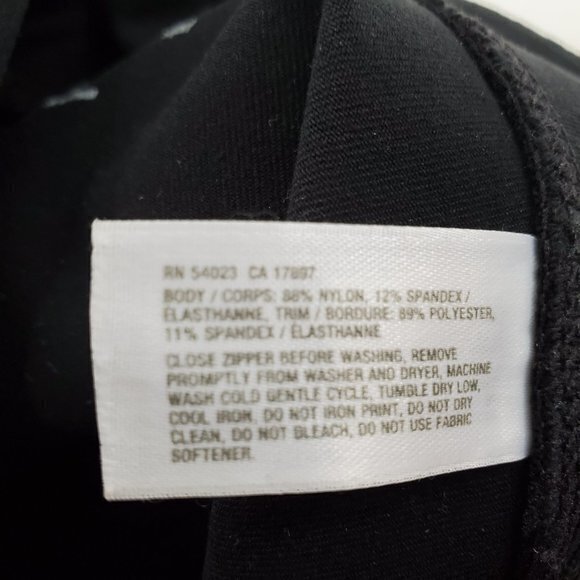 RN 54023 CA 17897
BODY / CORPS: 88% NYLON, 12% SPANDEX /
ÉLASTHANNE, TRIM / BORDURE: 89% POLYESTER,
11% SPANDEX / ÉLASTHANNE
CLOSE ZIPPER BEFORE WASHING, REMOVE
PROMPTLY FROM WASHER AND DRYER, MACHINE
WASH COLD GENTLE CYCLE, TUMBLE DRY LOW,
COOL IRON, DO NOT IRON PRINT, DO NOT DRY
CLEAN, DO NOT BLEACH, DO NOT USE FABRIC
SOFTENER.